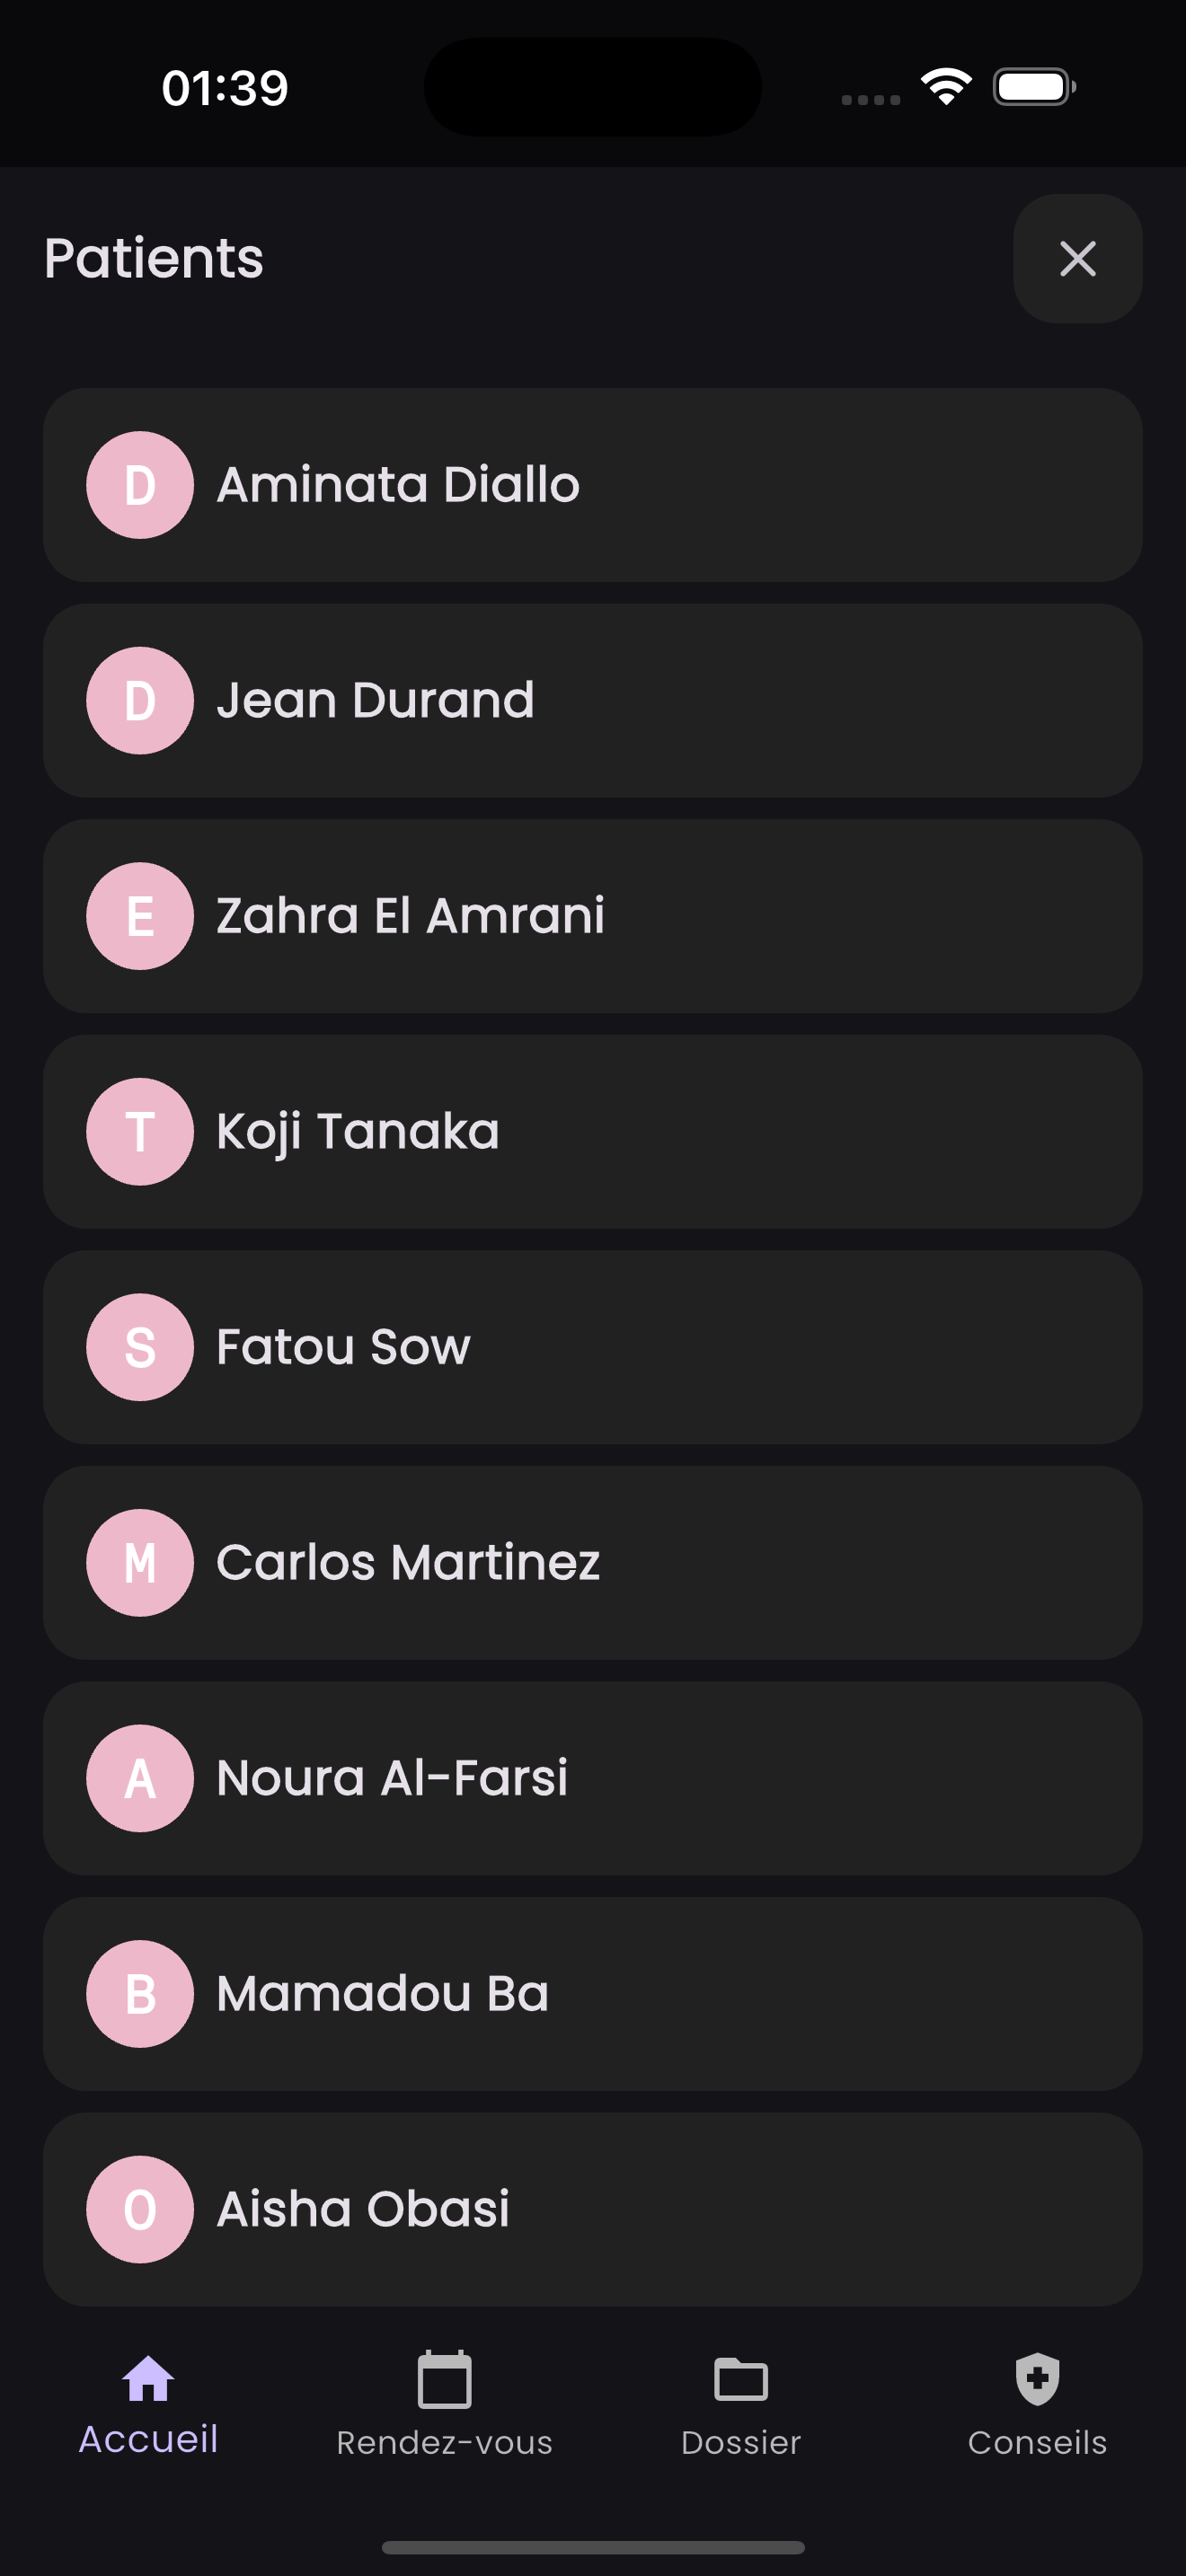 01:39
Patients
D Aminata Diallo
D Jean Durand
E Zahra El Amrani
T Koji Tanaka
S Fatou Sow
M Carlos Martinez
A Noura Al-Farsi
B Mamadou Ba
O Aisha Obasi
Accueil Rendez-vous Dossier Conseils